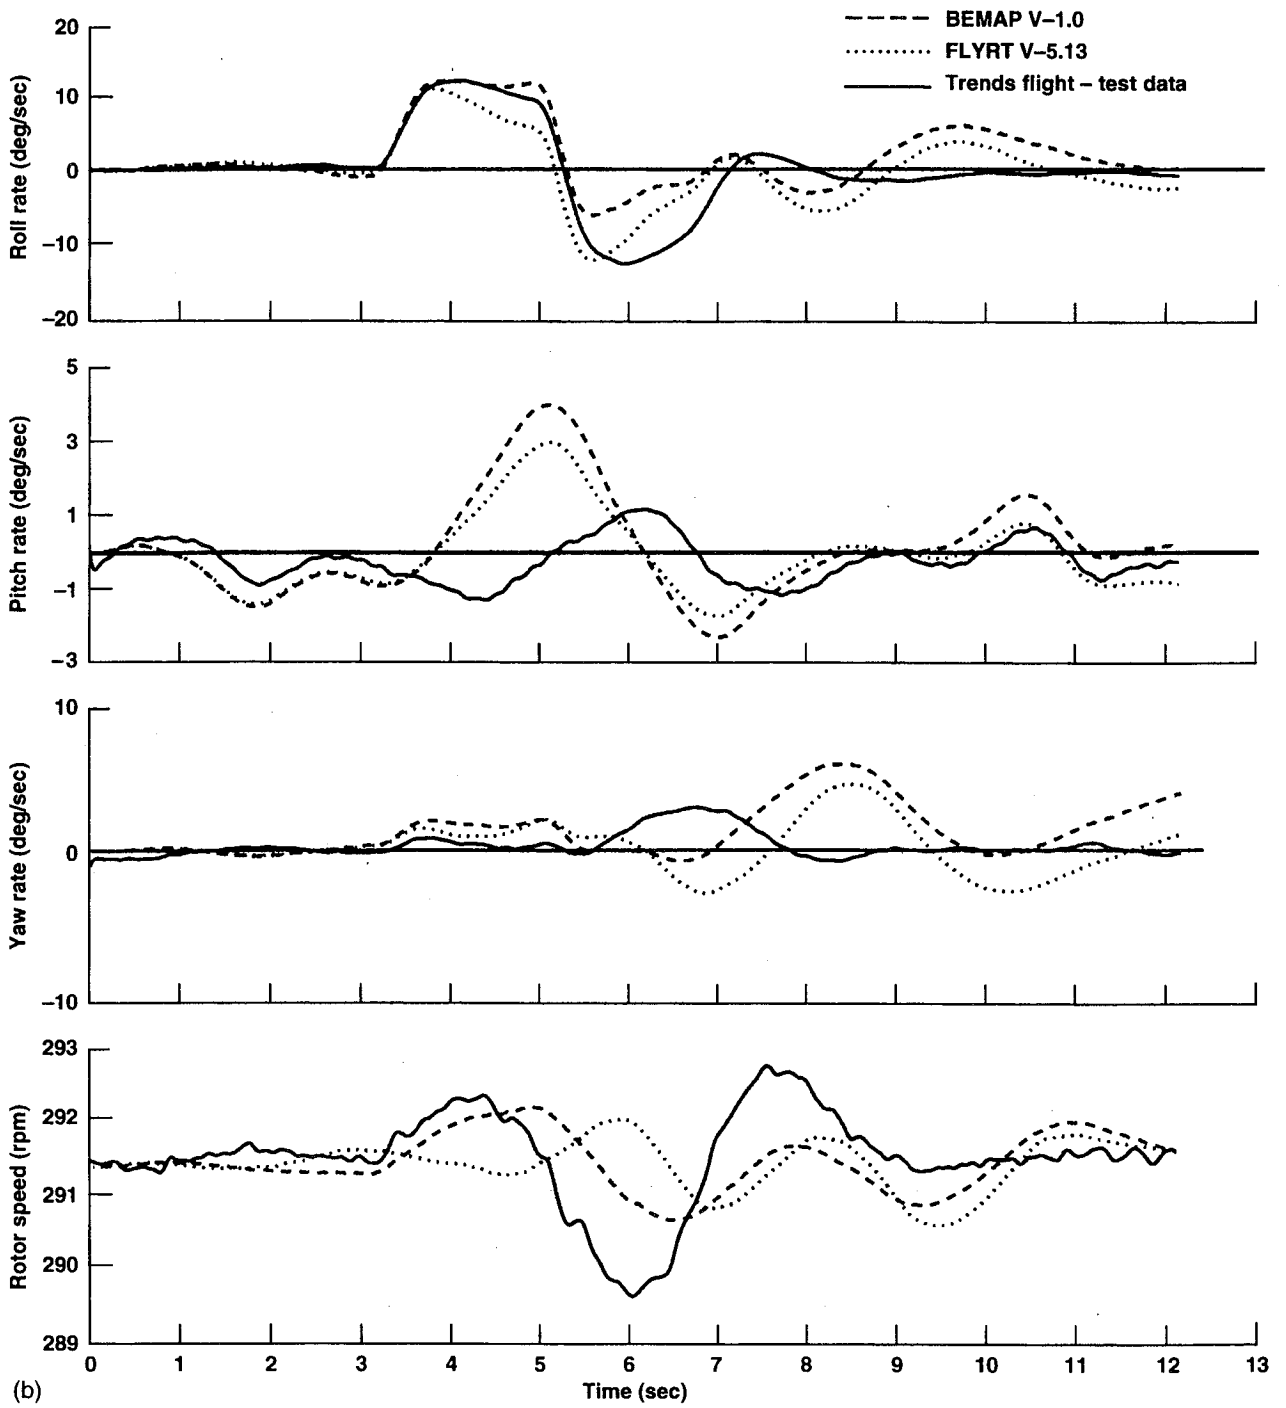 BEMAP V–1.0
FLYRT V–5.13
Trends flight – test data
Roll rate (deg/sec)
20
10
0
–10
–20
Pitch rate (deg/sec)
5
3
1
–1
–3
Yaw rate (deg/sec)
10
0
–10
Rotor speed (rpm)
293
292
291
290
289
0 1 2 3 4 5 6 7 8 9 10 11 12 13
Time (sec)
(b)